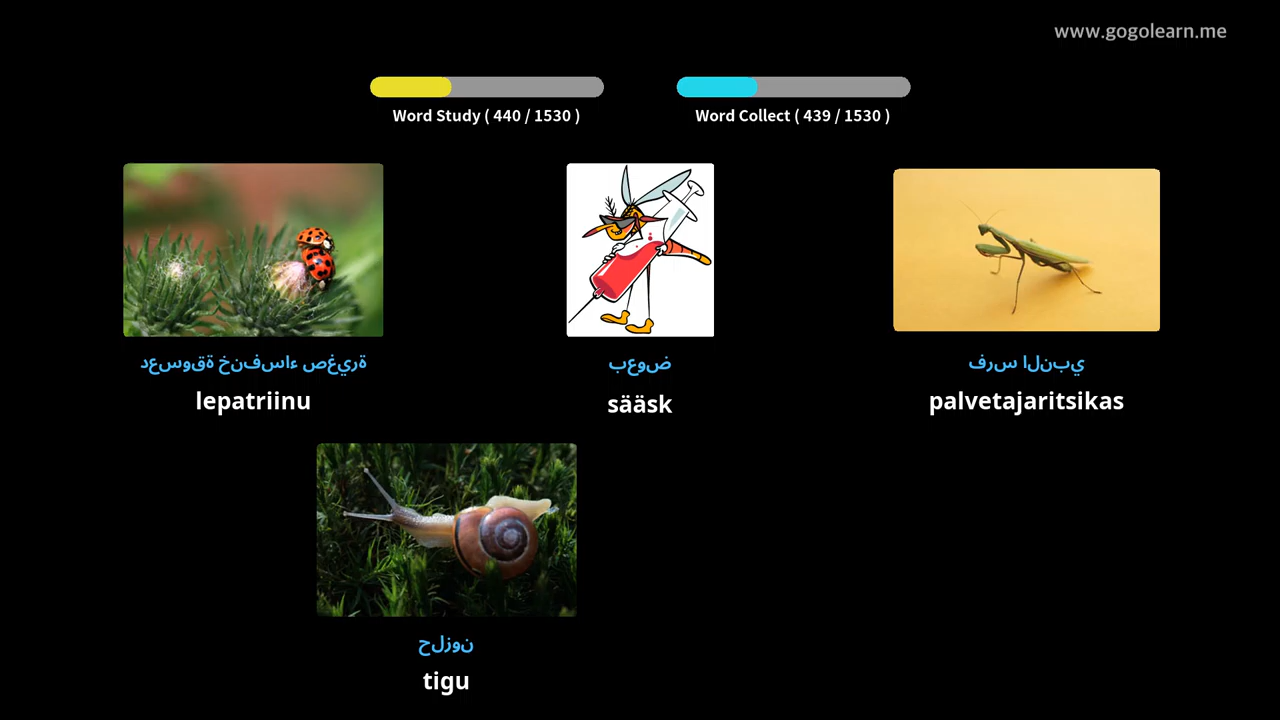 www.gogolearn.me
Word Study ( 440 / 1530 )
Word Collect ( 439 / 1530 )
دعسوقة خنفساء صغيرة
بعوض
فرس النبي
lepatriinu
sääsk
palvetajaritsikas
حلزون
tigu